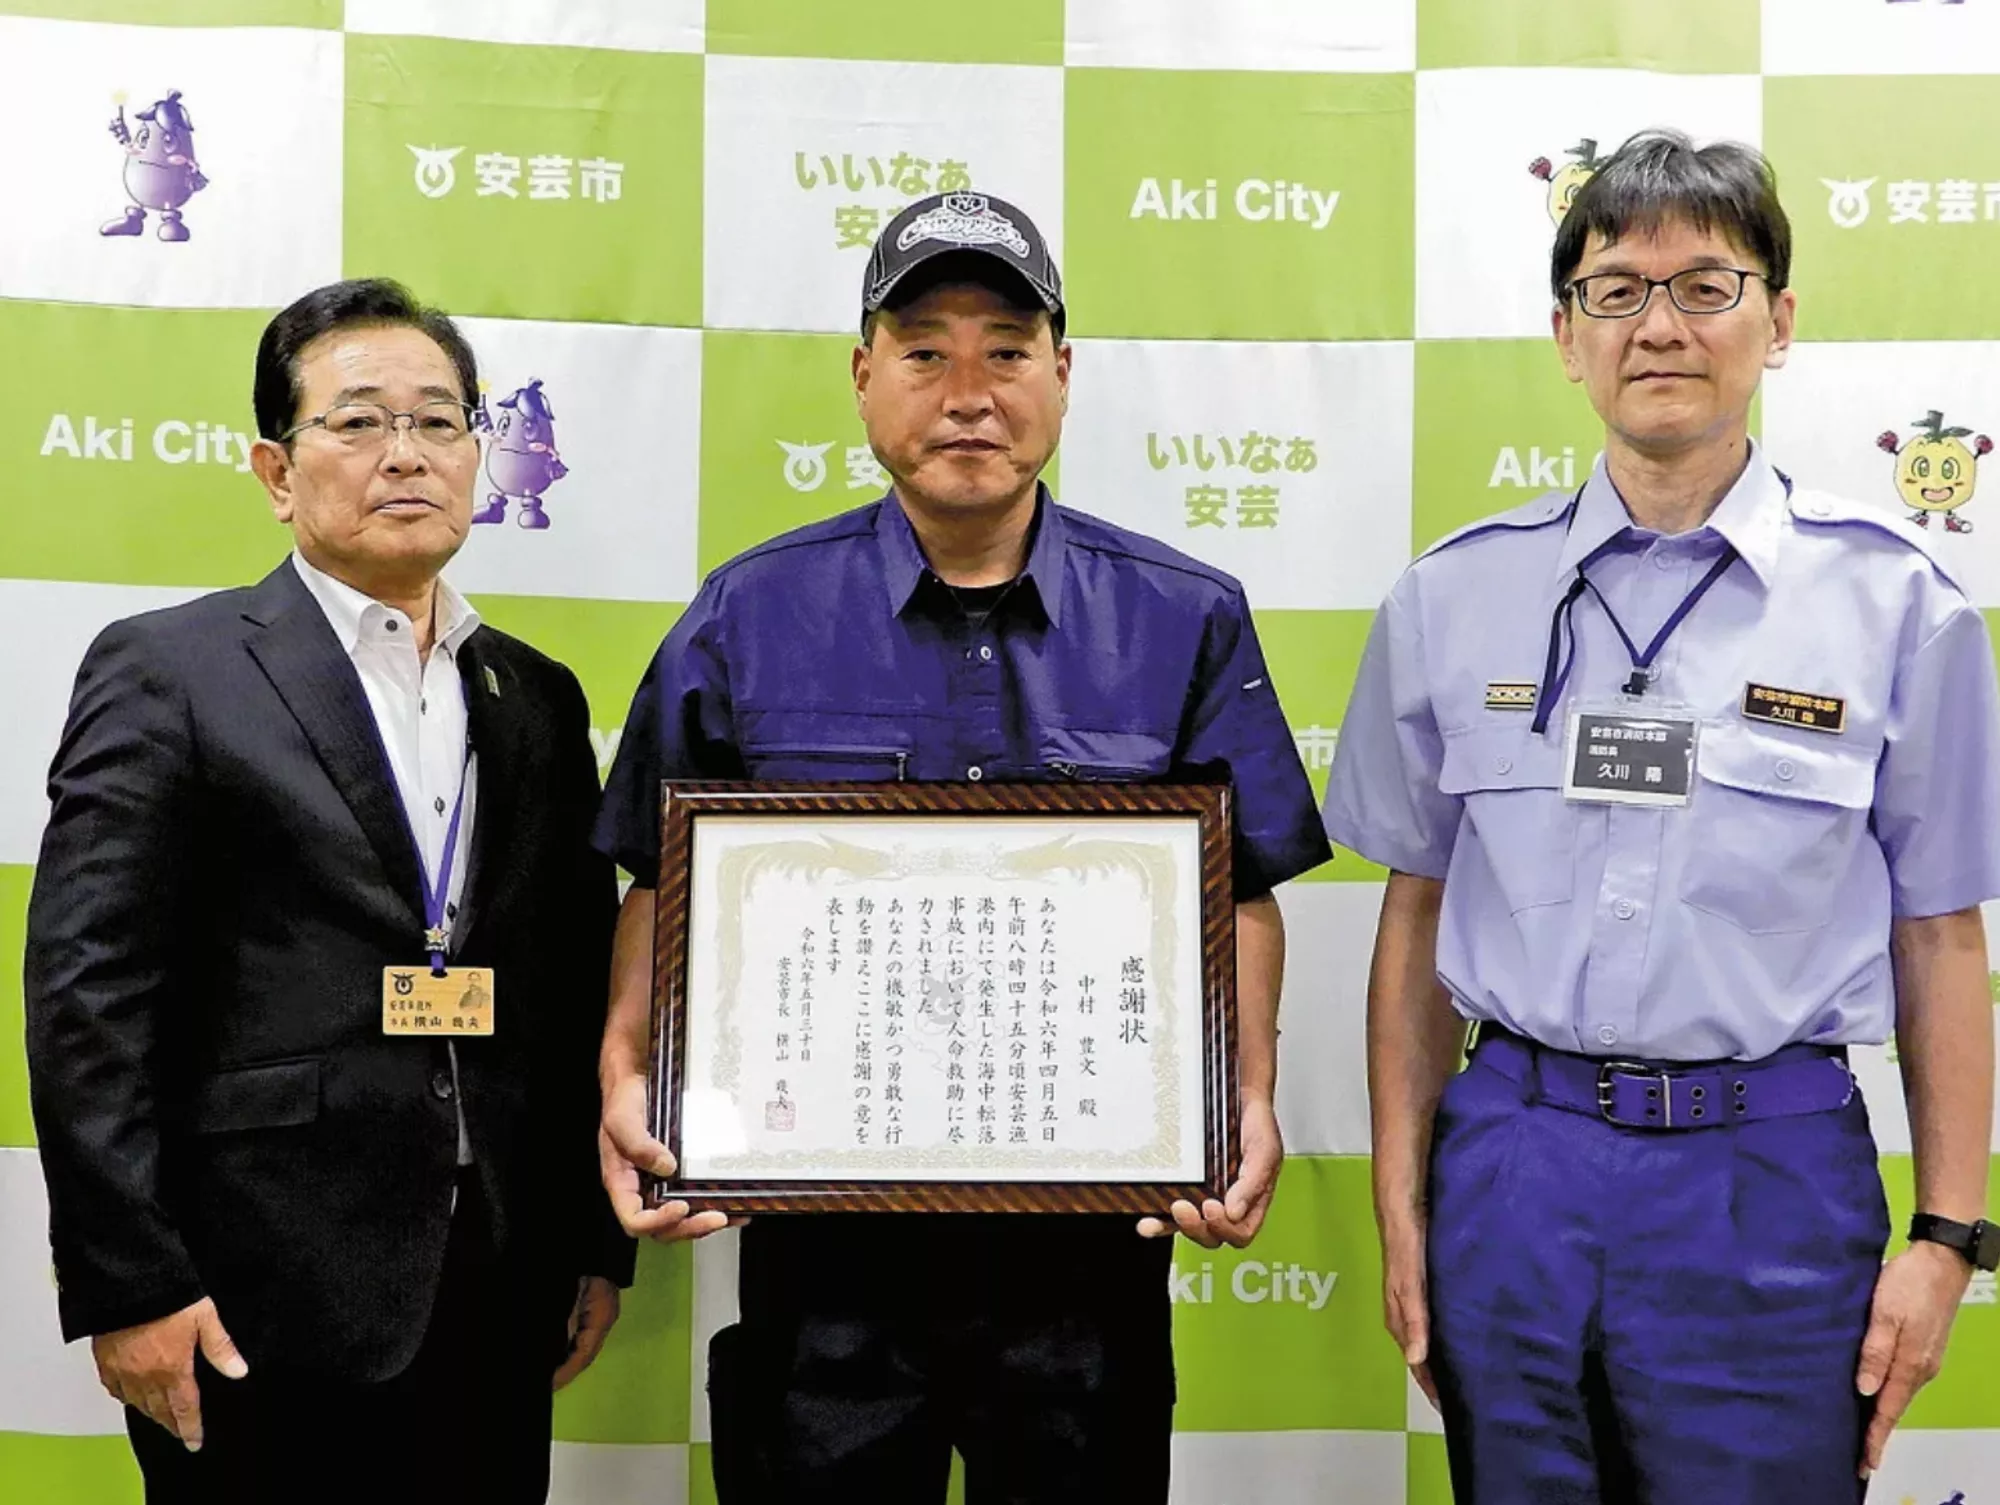 安芸市
いいなぁ
安
Aki City
安芸市
Aki City
安
いいなぁ
安芸
Aki
市
ki City
芸
感謝状
中村 豊文 殿
あなたは令和六年四月五日
午前八時四十五分頃安芸漁
港内にて発生した海中転落
事故において人命救助に尽
力されました
あなたの機敏かつ勇敢な行
動を讃えここに感謝の意を
表します
令和六年五月三十日
安芸市長 横山 幾夫
安芸市役所
市長 横山 幾夫
安芸市消防本部
消防長
久川 陽
安芸市消防本部
久川 陽